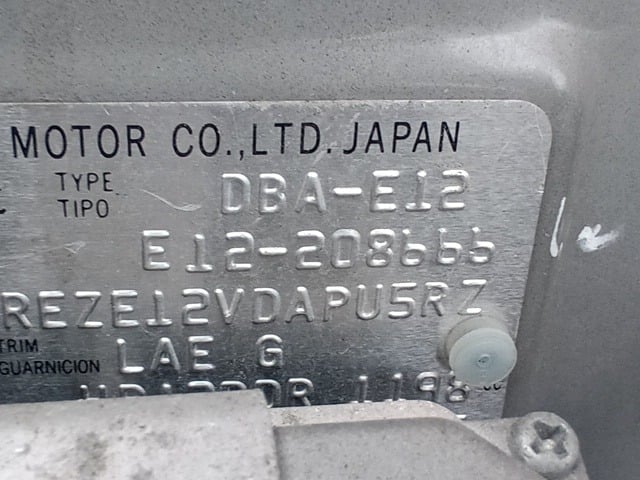 MOTOR CO.,LTD. JAPAN
TYPE DBA-E12
TIPO
E12-208666
REZE12VDAPU5RZ
TRIM LAE G
GUARNICION